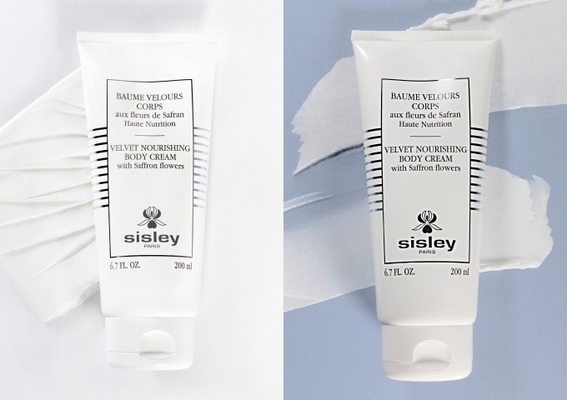 BAUME VELOURS
CORPS
aux fleurs de Safran
Haute Nutrition
VELVET NOURISHING
BODY CREAM
with Saffron flowers
sisley
PARIS
6.7 FL. OZ. 200 ml
BAUME VELOURS
CORPS
aux fleurs de Safran
Haute Nutrition
VELVET NOURISHING
BODY CREAM
with Saffron flowers
sisley
PARIS
6.7 FL. OZ. 200 ml